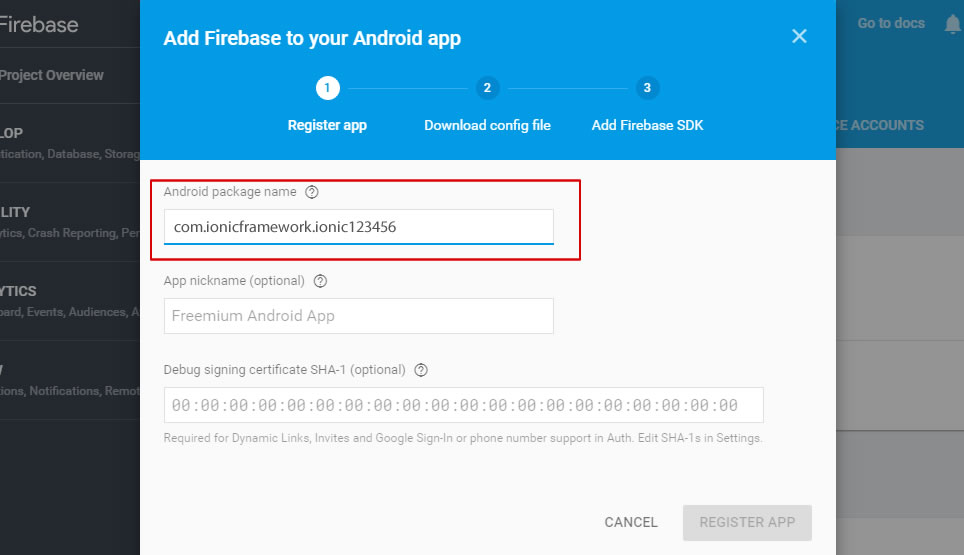 Firebase
Go to docs
Project Overview
Add Firebase to your Android app
1
2
3
Register app
Download config file
Add Firebase SDK
CE ACCOUNTS
LOP
tication, Database, Storag
LITY
ytics, Crash Reporting, Per
YTICS
oard, Events, Audiences, A
ions, Notifications, Remot
Android package name ?
com.ionicframework.ionic123456
App nickname (optional) ?
Freemium Android App
Debug signing certificate SHA-1 (optional) ?
00:00:00:00:00:00:00:00:00:00:00:00:00:00:00:00:00:00:00:00
Required for Dynamic Links, Invites and Google Sign-In or phone number support in Auth. Edit SHA-1s in Settings.
CANCEL
REGISTER APP